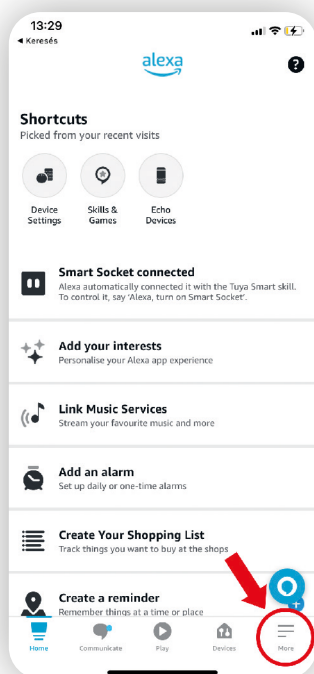 13:29
Keresés
alexa
?
Shortcuts
Picked from your recent visits
Device
Settings
Skills &
Games
Echo
Devices
Smart Socket connected
Alexa automatically connected it with the Tuya Smart skill.
To control it, say 'Alexa, turn on Smart Socket'.
Add your interests
Personalise your Alexa app experience
Link Music Services
Stream your favourite music and more
Add an alarm
Set up daily or one-time alarms
Create Your Shopping List
Track things you want to buy at the shops
Create a reminder
Remember things at a time or place
Home
Communicate
Play
Devices
More